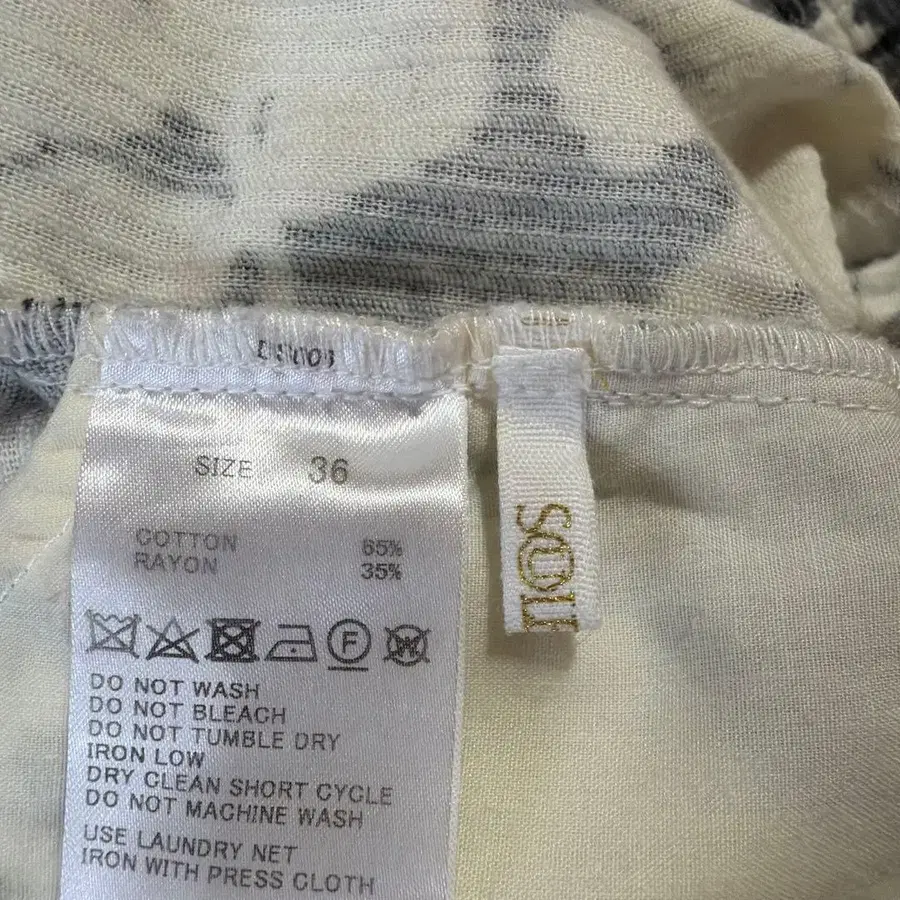 SIZE 36
COTTON 65%
RAYON 35%
F
W
DO NOT WASH
DO NOT BLEACH
DO NOT TUMBLE DRY
IRON LOW
DRY CLEAN SHORT CYCLE
DO NOT MACHINE WASH
USE LAUNDRY NET
IRON WITH PRESS CLOTH